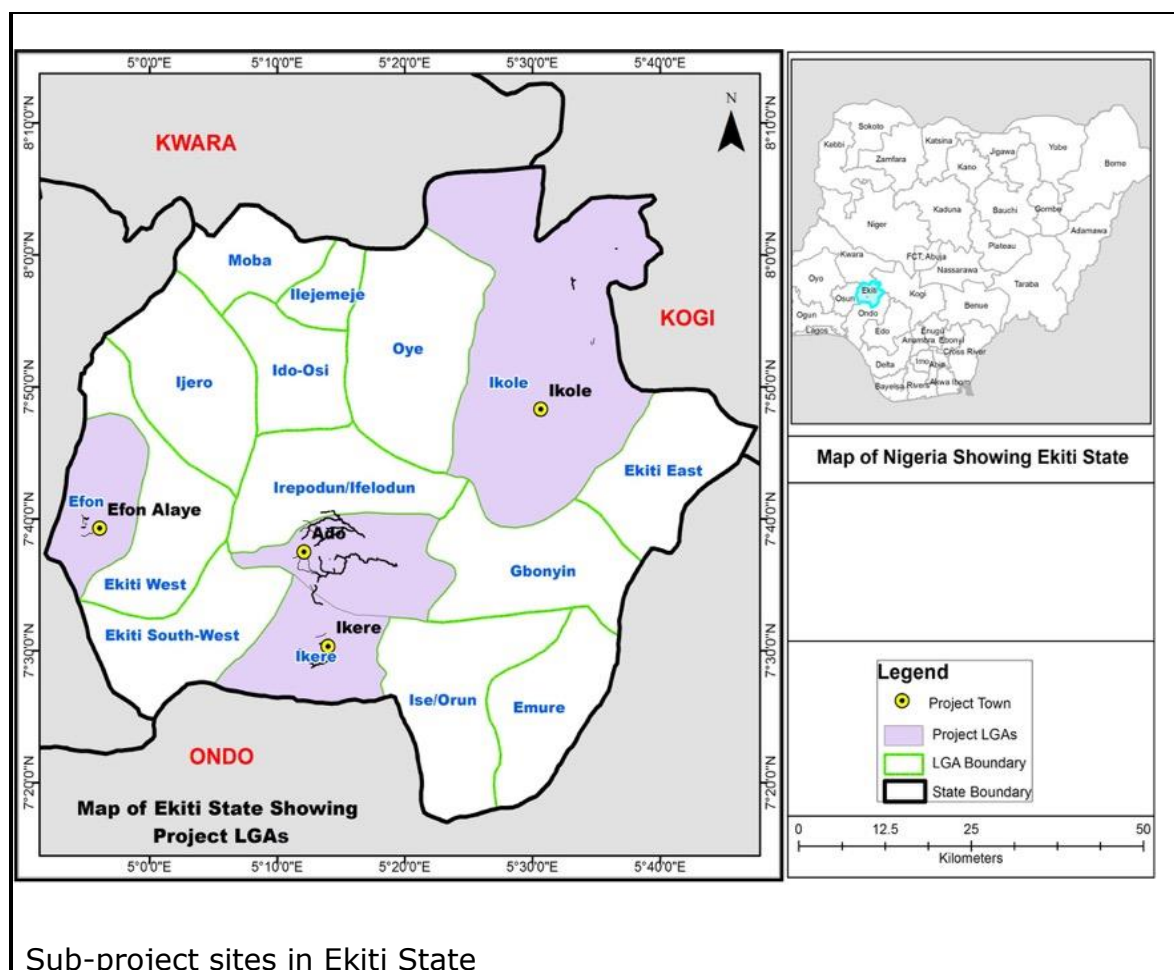 5°0'0"E
5°10'0"E
5°20'0"E
5°30'0"E
5°40'0"E
8°10'0"N
8°0'0"N
7°50'0"N
7°40'0"N
7°30'0"N
7°20'0"N
8°10'0"N
8°0'0"N
7°50'0"N
7°40'0"N
7°30'0"N
7°20'0"N
N
KWARA
KOGI
ONDO
Moba
Ilejemeje
Oye
Ijero
Ido-Osi
Ikole
Ikole
Ekiti East
Irepodun/Ifelodun
Efon
Efon Alaye
Ado
Gbonyin
Ekiti West
Ekiti South-West
Ikere
Ikere
Ise/Orun
Emure
Map of Ekiti State Showing
Project LGAs
5°0'0"E
5°10'0"E
5°20'0"E
5°30'0"E
5°40'0"E
Sokoto
Kebbi
Zamfara
Katsina
Kano
Jigawa
Yobe
Borno
Kaduna
Bauchi
Gombe
Adamawa
Niger
Plateau
Kwara
FCT, Abuja
Nassarawa
Taraba
Oyo
Ekiti
Osun
Kogi
Benue
Ogun
Ondo
Lagos
Edo
Enugu
Anambra
Ebonyi
Cross River
Delta
Imo
Abia
Bayelsa
Rivers
Akwa Ibom
Map of Nigeria Showing Ekiti State
Legend
Project Town
Project LGAs
LGA Boundary
State Boundary
0 12.5 25 50
Kilometers
Sub-project sites in Ekiti State